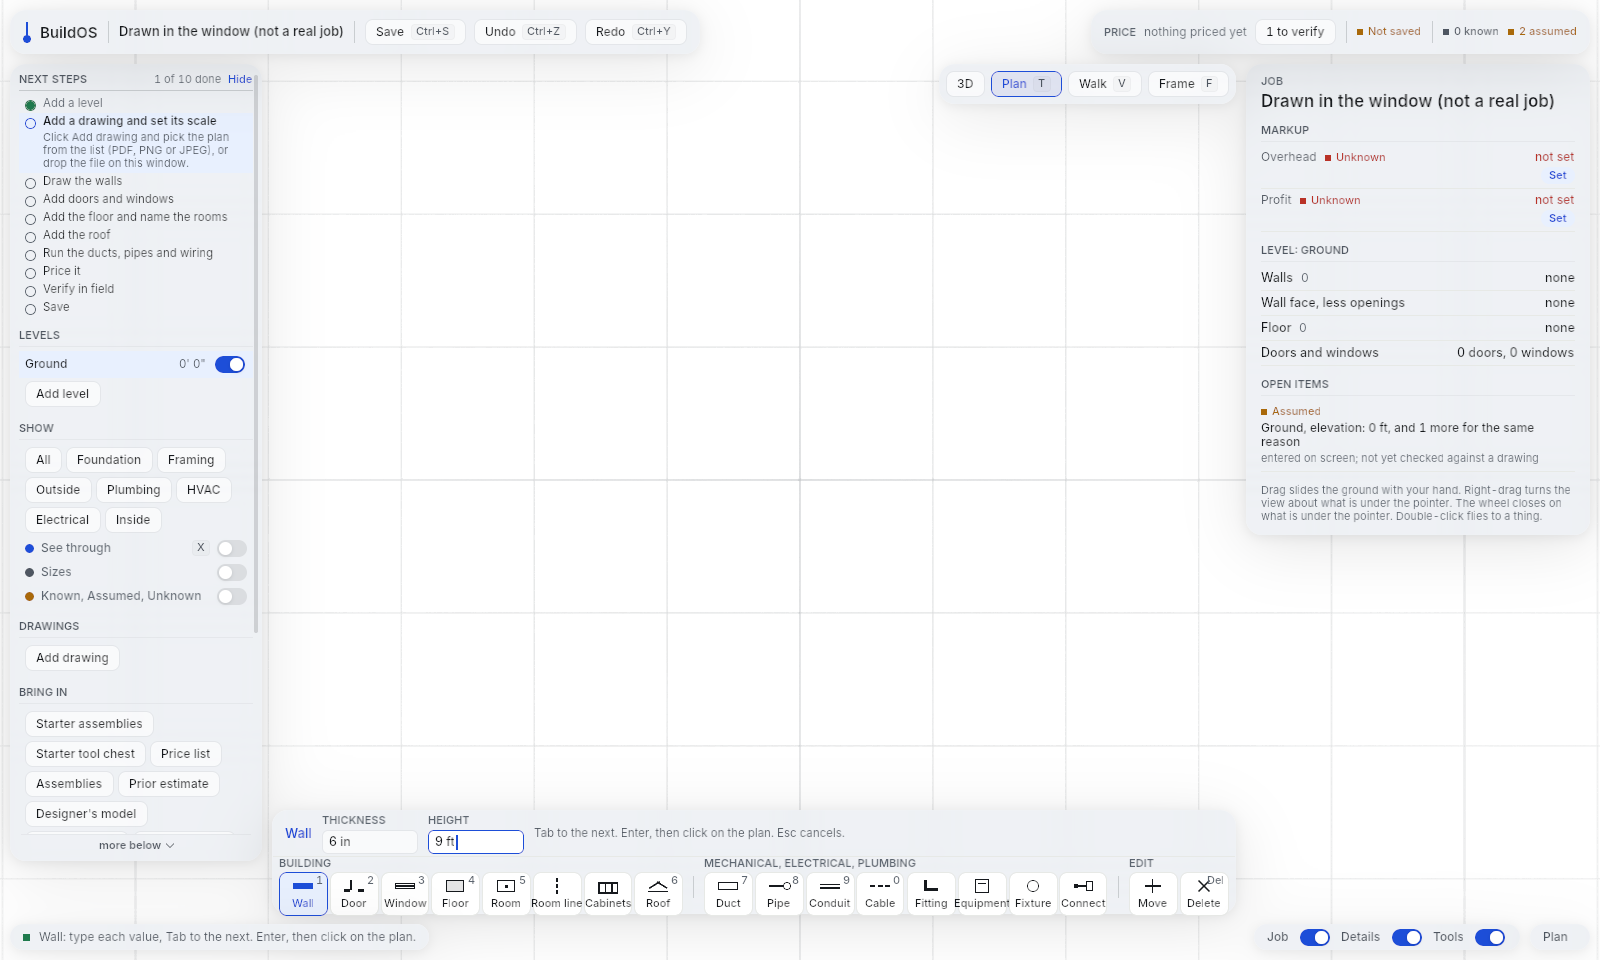 BuildOS Drawn in the window (not a real job) Save Ctrl+S Undo Ctrl+Z Redo Ctrl+Y
PRICE nothing priced yet 1 to verify Not saved 0 known 2 assumed
3D Plan T Walk V Frame F
NEXT STEPS 1 of 10 done Hide
Add a level
Add a drawing and set its scale
Click Add drawing and pick the plan
from the list (PDF, PNG or JPEG), or
drop the file on this window.
Draw the walls
Add doors and windows
Add the floor and name the rooms
Add the roof
Run the ducts, pipes and wiring
Price it
Verify in field
Save
LEVELS
Ground 0' 0"
Add level
SHOW
All Foundation Framing
Outside Plumbing HVAC
Electrical Inside
See through X
Sizes
Known, Assumed, Unknown
DRAWINGS
Add drawing
BRING IN
Starter assemblies
Starter tool chest Price list
Assemblies Prior estimate
Designer's model
more below
JOB
Drawn in the window (not a real job)
MARKUP
Overhead Unknown not set
Set
Profit Unknown not set
Set
LEVEL: GROUND
Walls 0 none
Wall face, less openings none
Floor 0 none
Doors and windows 0 doors, 0 windows
OPEN ITEMS
Assumed
Ground, elevation: 0 ft, and 1 more for the same
reason
entered on screen; not yet checked against a drawing
Drag slides the ground with your hand. Right-drag turns the
view about what is under the pointer. The wheel closes on
what is under the pointer. Double-click flies to a thing.
THICKNESS HEIGHT
Wall 6 in 9 ft Tab to the next. Enter, then click on the plan. Esc cancels.
BUILDING MECHANICAL, ELECTRICAL, PLUMBING EDIT
1 2 3 4 5 6 7 8 9 0 Del
Wall Door Window Floor Room Room line Cabinets Roof Duct Pipe Conduit Cable Fitting Equipment Fixture Connect Move Delete
Wall: type each value, Tab to the next. Enter, then click on the plan.
Job Details Tools Plan